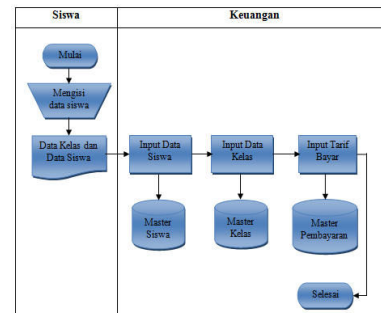 Siswa
Keuangan
Mulai
Mengisi
data siswa
Data Kelas dan
Data Siswa
Input Data
Siswa
Input Data
Kelas
Input Tarif
Bayar
Master
Siswa
Master
Kelas
Master
Pembayaran
Selesai